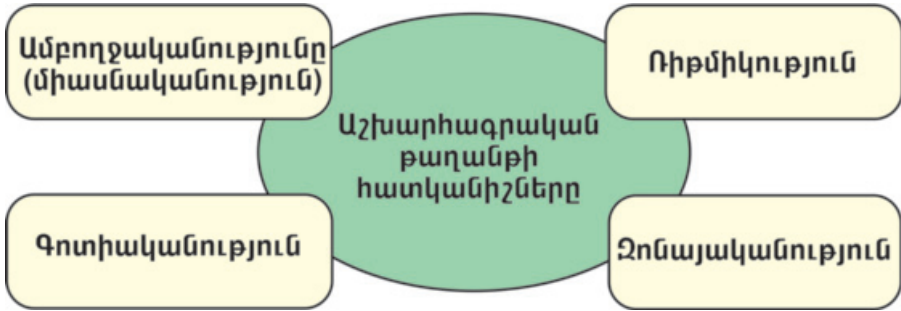 Ամբողջականությունը
(միասնականություն)
Ռիթմիկություն
Աշխարհագրական
թաղանթի
հատկանիշները
Գոտիականություն
Զոնայականություն